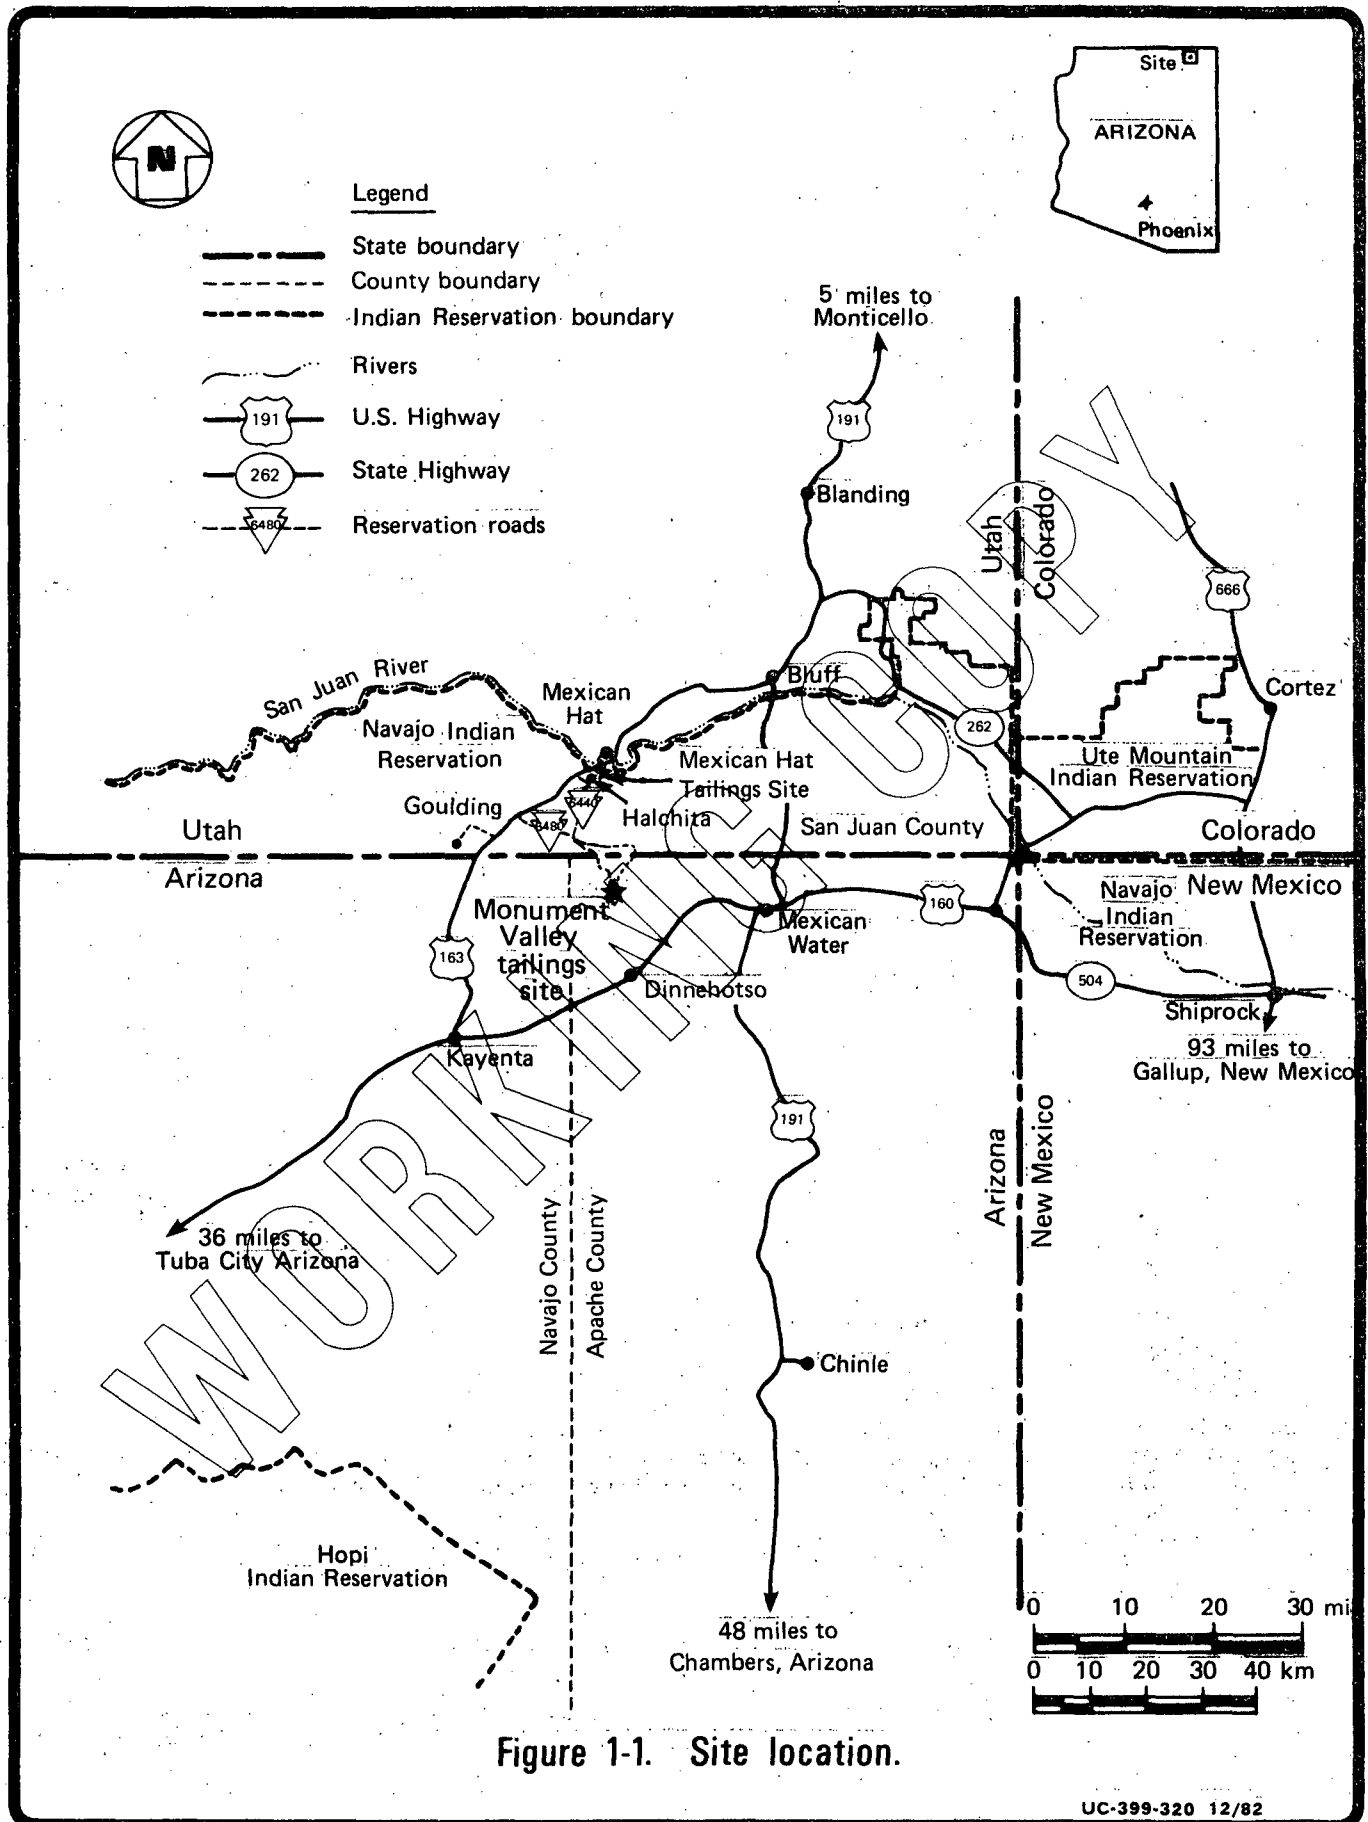 Site
ARIZONA
Phoenix
N
Legend
State boundary
County boundary
Indian Reservation boundary
Rivers
191
U.S. Highway
262
State Highway
6480
Reservation roads
5 miles to
Monticello
191
Blanding
Utah
Colorado
666
San Juan River
Mexican
Hat
Bluff
Cortez
Navajo Indian
Reservation
262
Mexican Hat
Tailings Site
Ute Mountain
Indian Reservation
Goulding
6440
6480
Halchita
San Juan County
Utah
Colorado
Arizona
New Mexico
Monument
Valley
tailings
site
160
Navajo
Indian
Reservation
Mexican
Water
163
Dinnehotso
504
Shiprock
Kayenta
93 miles to
Gallup, New Mexico
191
Arizona
New Mexico
36 miles to
Tuba City Arizona
Navajo County
Apache County
Chinle
WORKING COPY
Hopi
Indian Reservation
48 miles to
Chambers, Arizona
0 10 20 30 mi
0 10 20 30 40 km
Figure 1-1. Site location.
UC-399-320 12/82